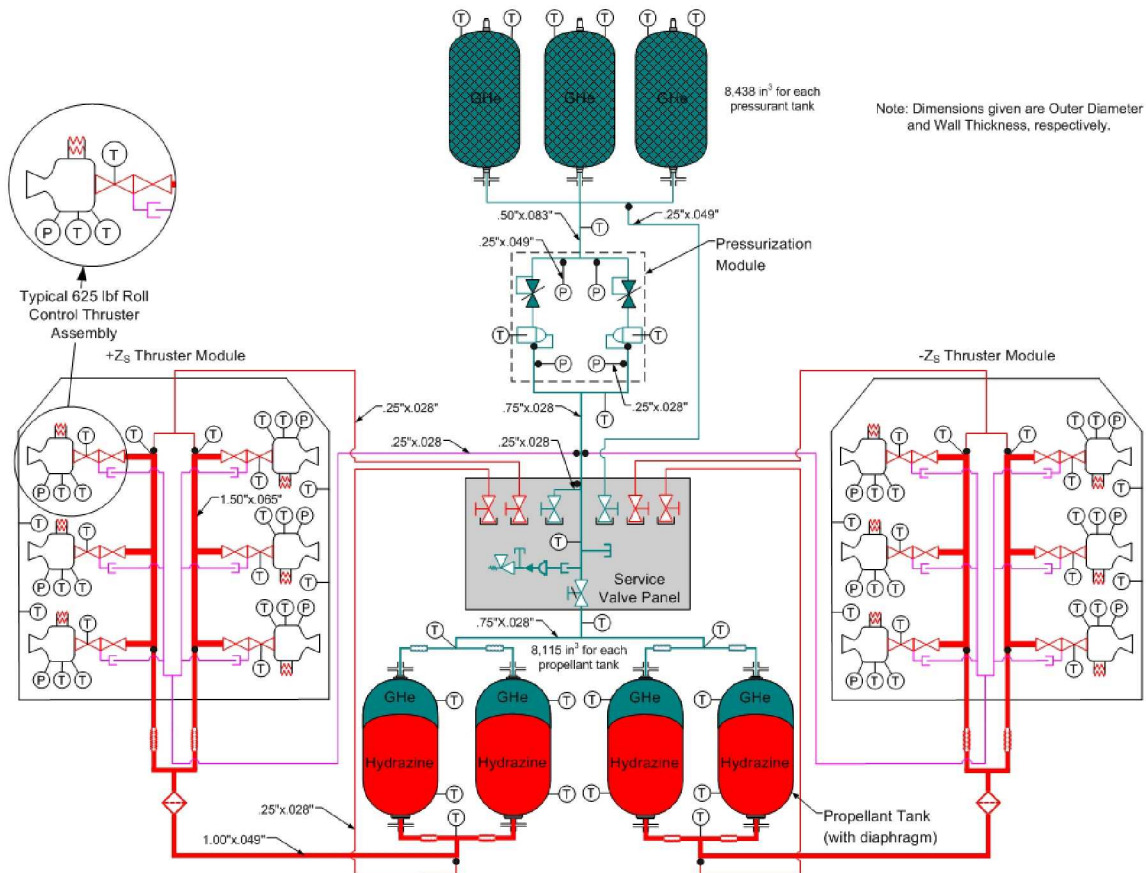 T T T T T T
GHe GHe GHe
8,438 in³ for each
pressurant tank
Note: Dimensions given are Outer Diameter
and Wall Thickness, respectively.
T
P T T
Typical 625 lbf Roll
Control Thruster
Assembly
.50"x.083"
T
.25"x.049"
.25"x.049"
Pressurization
Module
P P
T T
P P
.25"x.028"
.75"x.028
T
+Zs Thruster Module
-Zs Thruster Module
.25"x.028"
.25"x.028
.25"x.028
T T T T T P
P T T
1.50"x.065"
T T
T T T P
P T T
T T
T T T P
P T T
T T T T T P
P T T
T T
T T T P
P T T
T T
T T T P
P T T
T
Service
Valve Panel
T
.75"X.028"
8,115 in³ for each
propellant tank
T T
GHe GHe GHe GHe
T T T T
Hydrazine Hydrazine Hydrazine Hydrazine
T T T T
T T
.25"x.028"
1.00"x.049"
Propellant Tank
(with diaphragm)